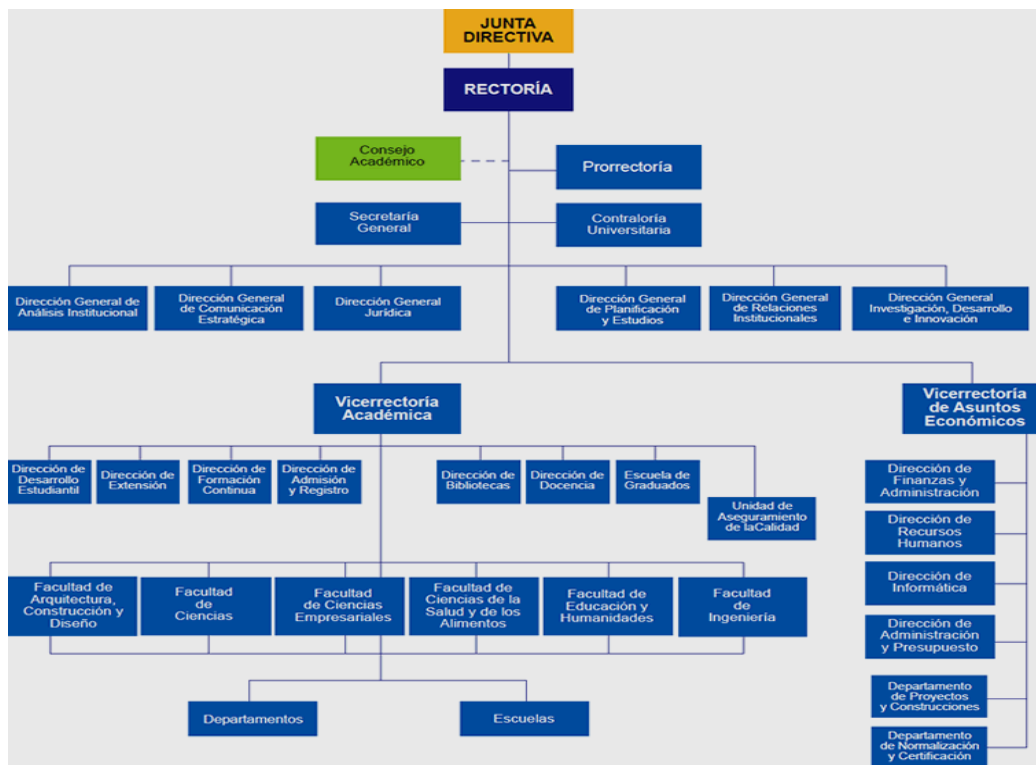 JUNTA
DIRECTIVA
RECTORÍA
Consejo
Académico
Prorrectoría
Secretaría
General
Contraloría
Universitaria
Dirección General de
Análisis Institucional
Dirección General
de Comunicación
Estratégica
Dirección General
Jurídica
Dirección General
de Planificación
y Estudios
Dirección General
de Relaciones
Institucionales
Dirección General
Investigación, Desarrollo
e Innovación
Vicerrectoría
Académica
Vicerrectoría
de Asuntos
Económicos
Dirección de
Desarrollo
Estudiantil
Dirección de
Extensión
Dirección de
Formación
Continua
Dirección de
Admisión
y Registro
Dirección de
Bibliotecas
Dirección de
Docencia
Escuela de
Graduados
Unidad de
Aseguramiento
de laCalidad
Dirección de
Finanzas y
Administración
Dirección de
Recursos
Humanos
Dirección de
Informática
Dirección de
Administración
y Presupuesto
Departamento
de Proyectos
y Construcciones
Departamento
de Normalización
y Certificación
Facultad de
Arquitectura,
Construcción y
Diseño
Facultad
de
Ciencias
Facultad
de Ciencias
Empresariales
Facultad de
Ciencias de la
Salud y de los
Alimentos
Facultad de
Educación y
Humanidades
Facultad
de
Ingeniería
Departamentos
Escuelas